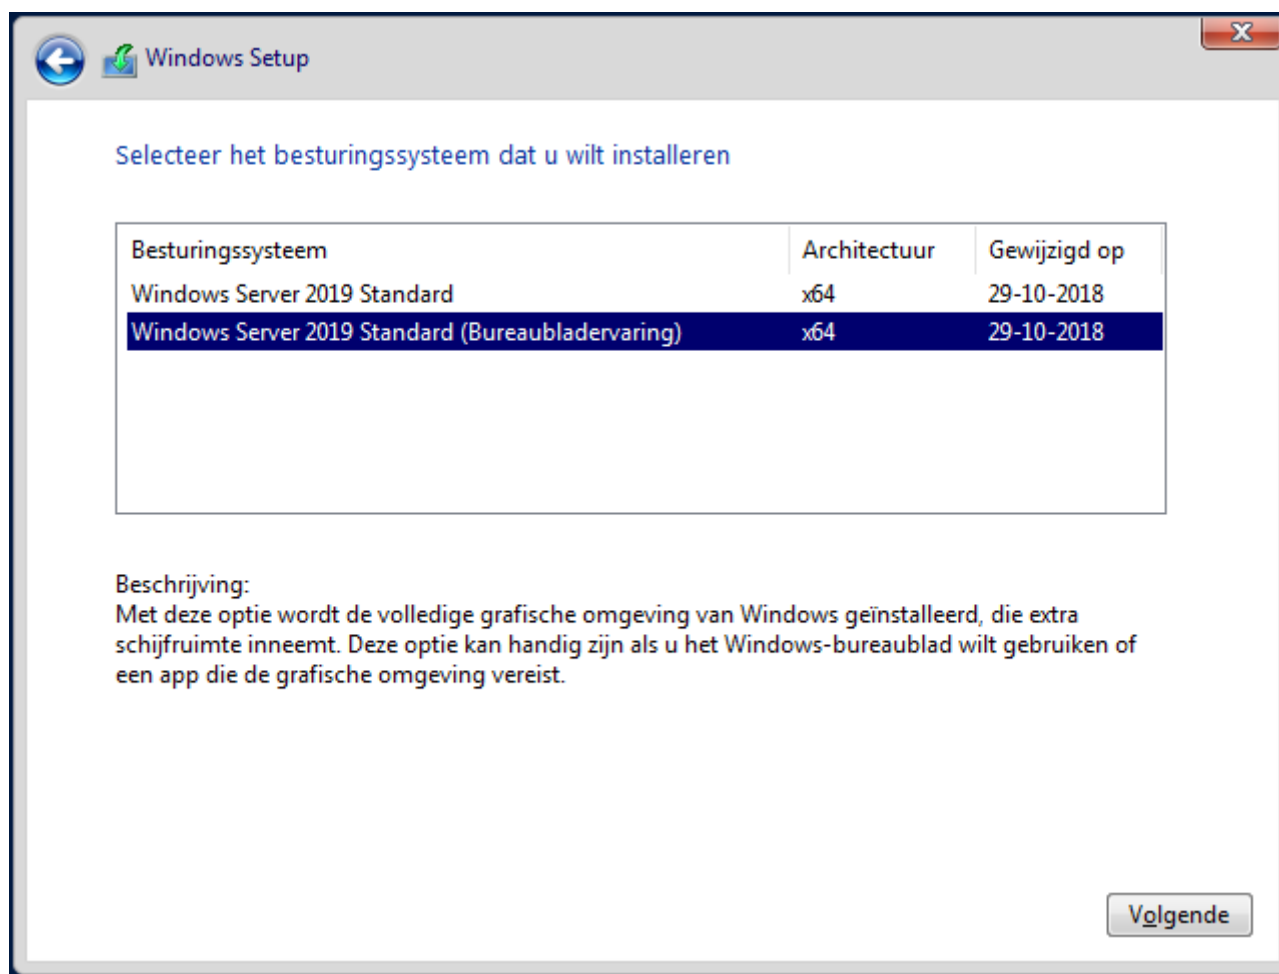 Windows Setup
Selecteer het besturingssysteem dat u wilt installeren
Besturingssysteem Architectuur Gewijzigd op
Windows Server 2019 Standard x64 29-10-2018
Windows Server 2019 Standard (Bureaubladervaring) x64 29-10-2018
Beschrijving:
Met deze optie wordt de volledige grafische omgeving van Windows geïnstalleerd, die extra
schijfruimte inneemt. Deze optie kan handig zijn als u het Windows-bureaublad wilt gebruiken of
een app die de grafische omgeving vereist.
Volgende